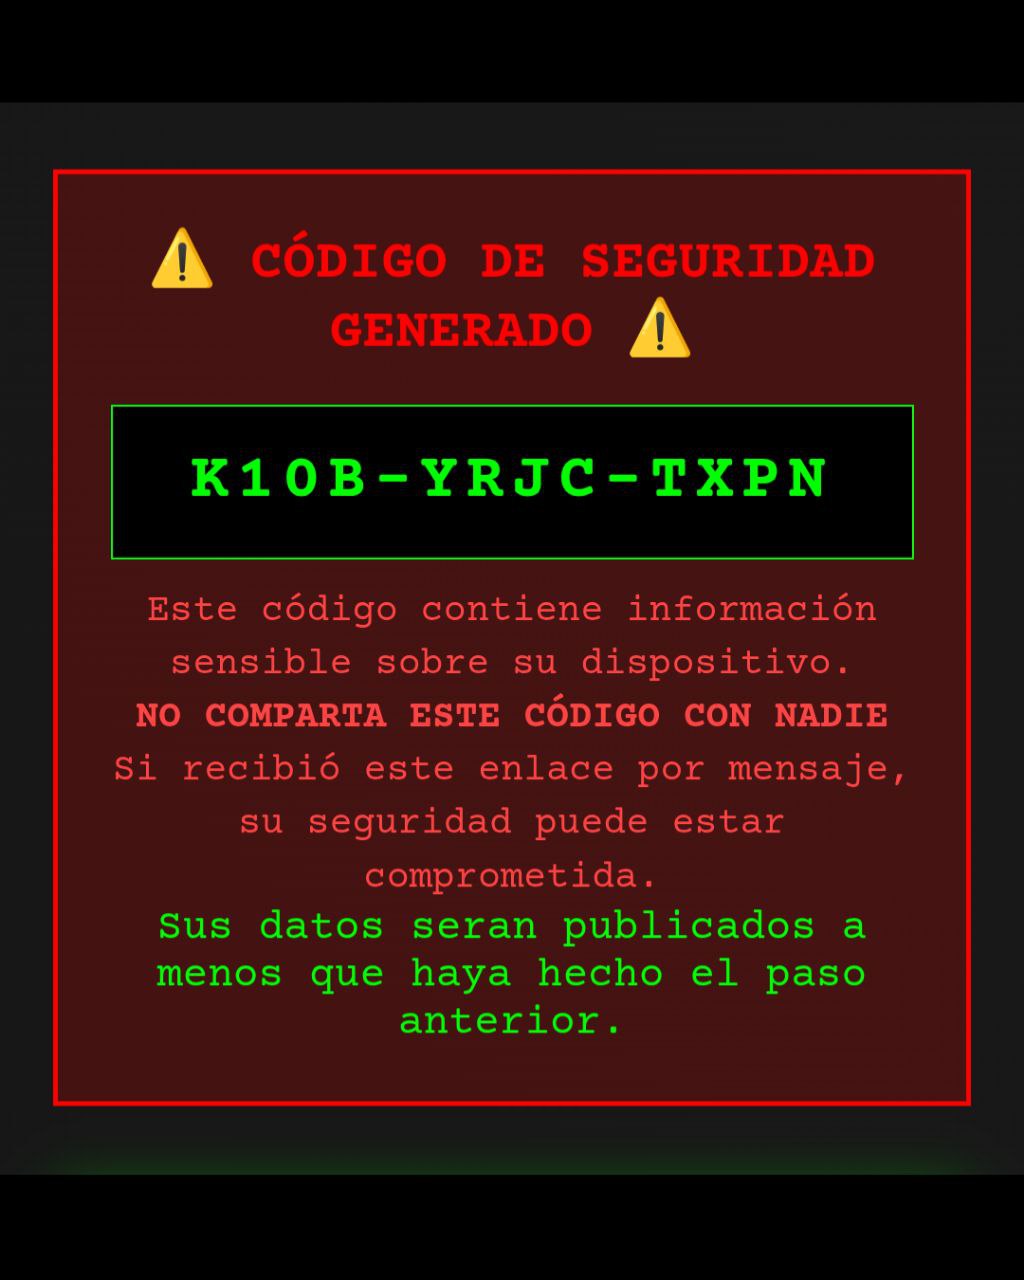 ⚠️ CÓDIGO DE SEGURIDAD
GENERADO ⚠️
K10B-YRJC-TXPN
Este código contiene información
sensible sobre su dispositivo.
NO COMPARTA ESTE CÓDIGO CON NADIE
Si recibió este enlace por mensaje,
su seguridad puede estar
comprometida.
Sus datos seran publicados a
menos que haya hecho el paso
anterior.